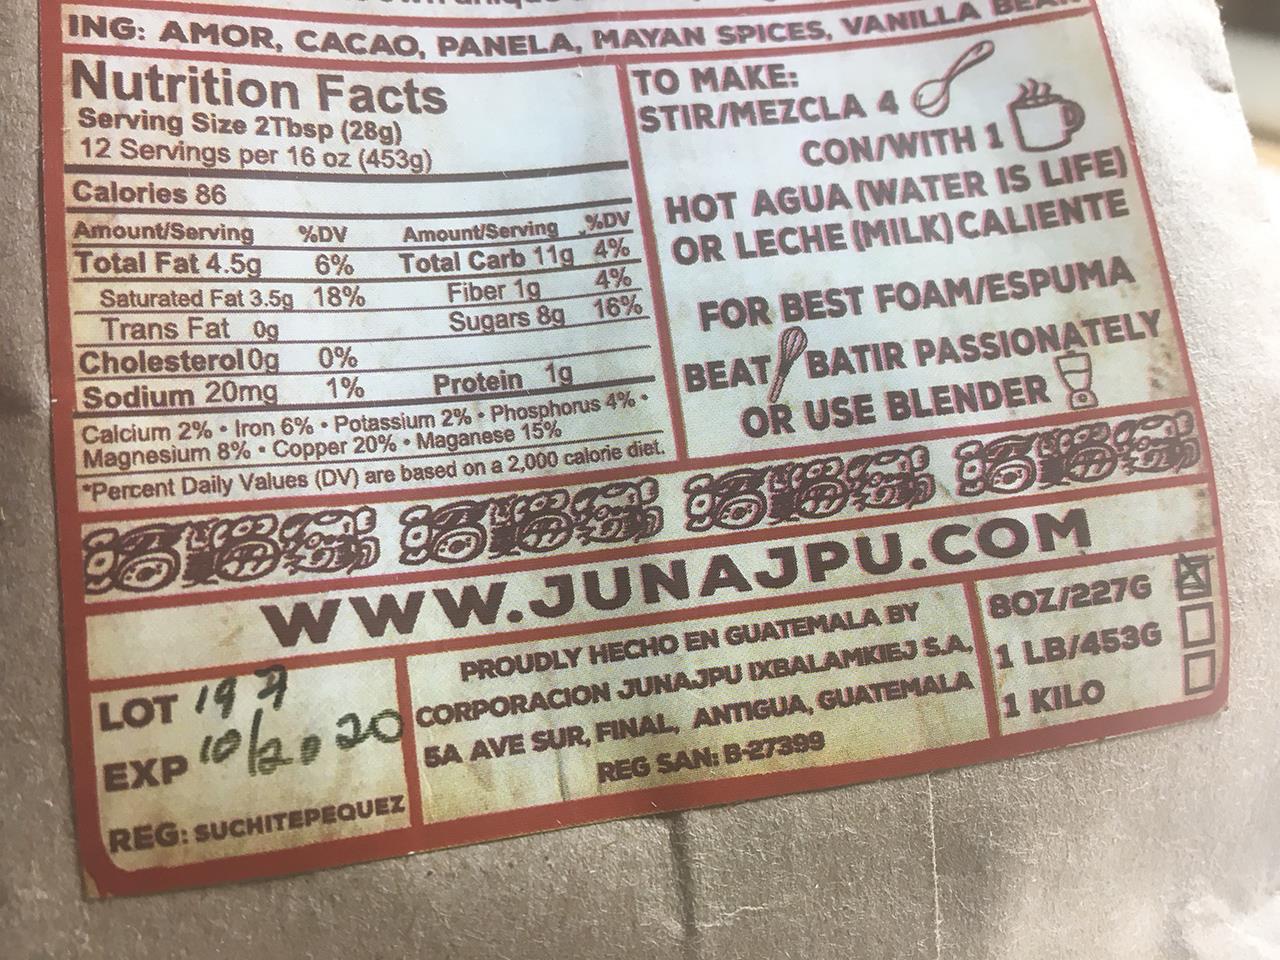 ING: AMOR, CACAO, PANELA, MAYAN SPICES, VANILLA
Nutrition Facts
Serving Size 2Tbsp (28g)
12 Servings per 16 oz (453g)
Calories 86
Amount/Serving %DV Amount/Serving %DV
Total Fat 4.5g 6% Total Carb 11g 4%
Saturated Fat 3.5g 18% Fiber 1g 4%
Trans Fat 0g Sugars 8g 16%
Cholesterol 0g 0%
Sodium 20mg 1% Protein 1g
Calcium 2% • Iron 6% • Potassium 2% • Phosphorus 4% •
Magnesium 8% • Copper 20% • Maganese 15%
*Percent Daily Values (DV) are based on a 2,000 calorie diet.
TO MAKE:
STIR/MEZCLA 4
CON/WITH 1
HOT AGUA (WATER IS LIFE)
OR LECHE (MILK) CALIENTE
FOR BEST FOAM/ESPUMA
BEAT/BATIR PASSIONATELY
OR USE BLENDER
WWW.JUNAJPU.COM
LOT 19
EXP 10/2020
REG: SUCHITEPEQUEZ
PROUDLY HECHO EN GUATEMALA BY
CORPORACION JUNAJPU IXBALAMKIEJ S.A.
5A AVE SUR, FINAL, ANTIGUA, GUATEMALA
REG SAN: B-27399
8OZ/227G
1 LB/453G
1 KILO